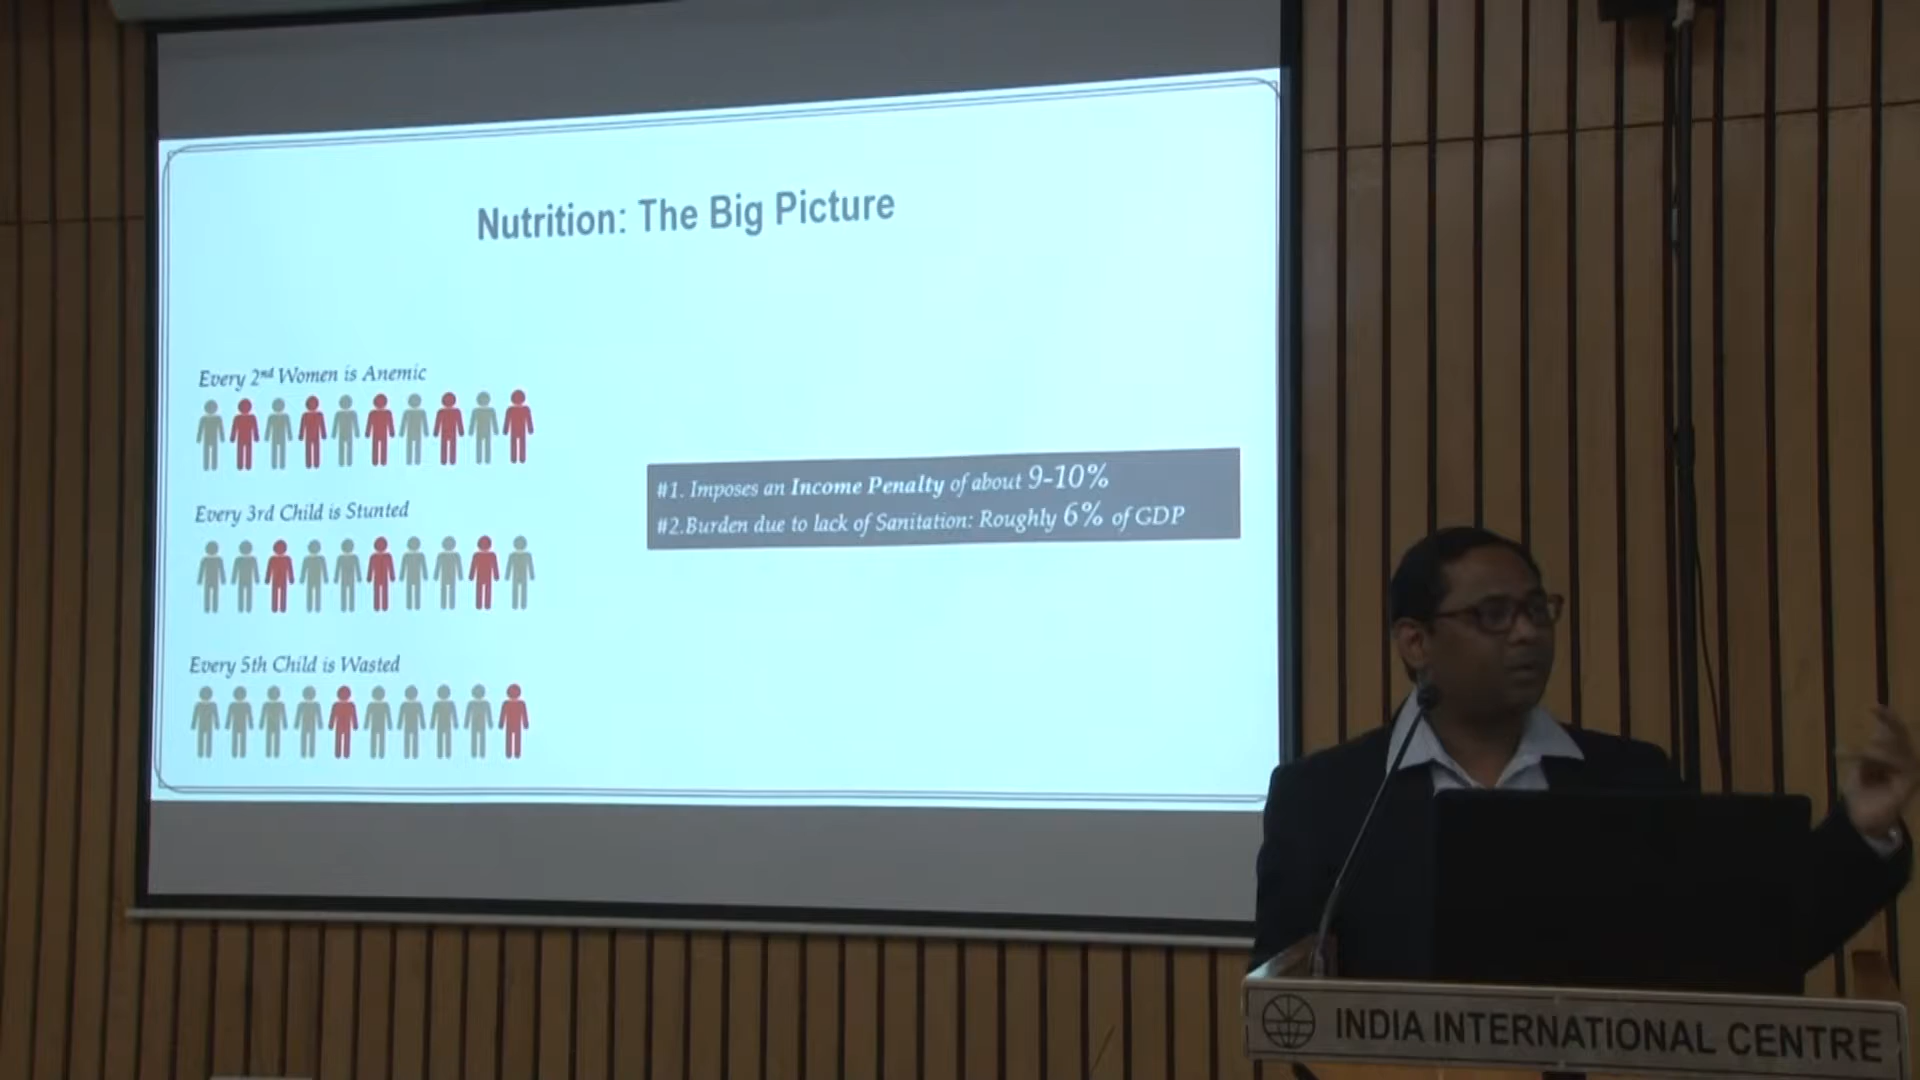 Nutrition: The Big Picture
Every 2nd Women is Anemic
Every 3rd Child is Stunted
Every 5th Child is Wasted
#1. Imposes an Income Penalty of about 9-10%
#2.Burden due to lack of Sanitation: Roughly 6% of GDP
INDIA INTERNATIONAL CENTRE